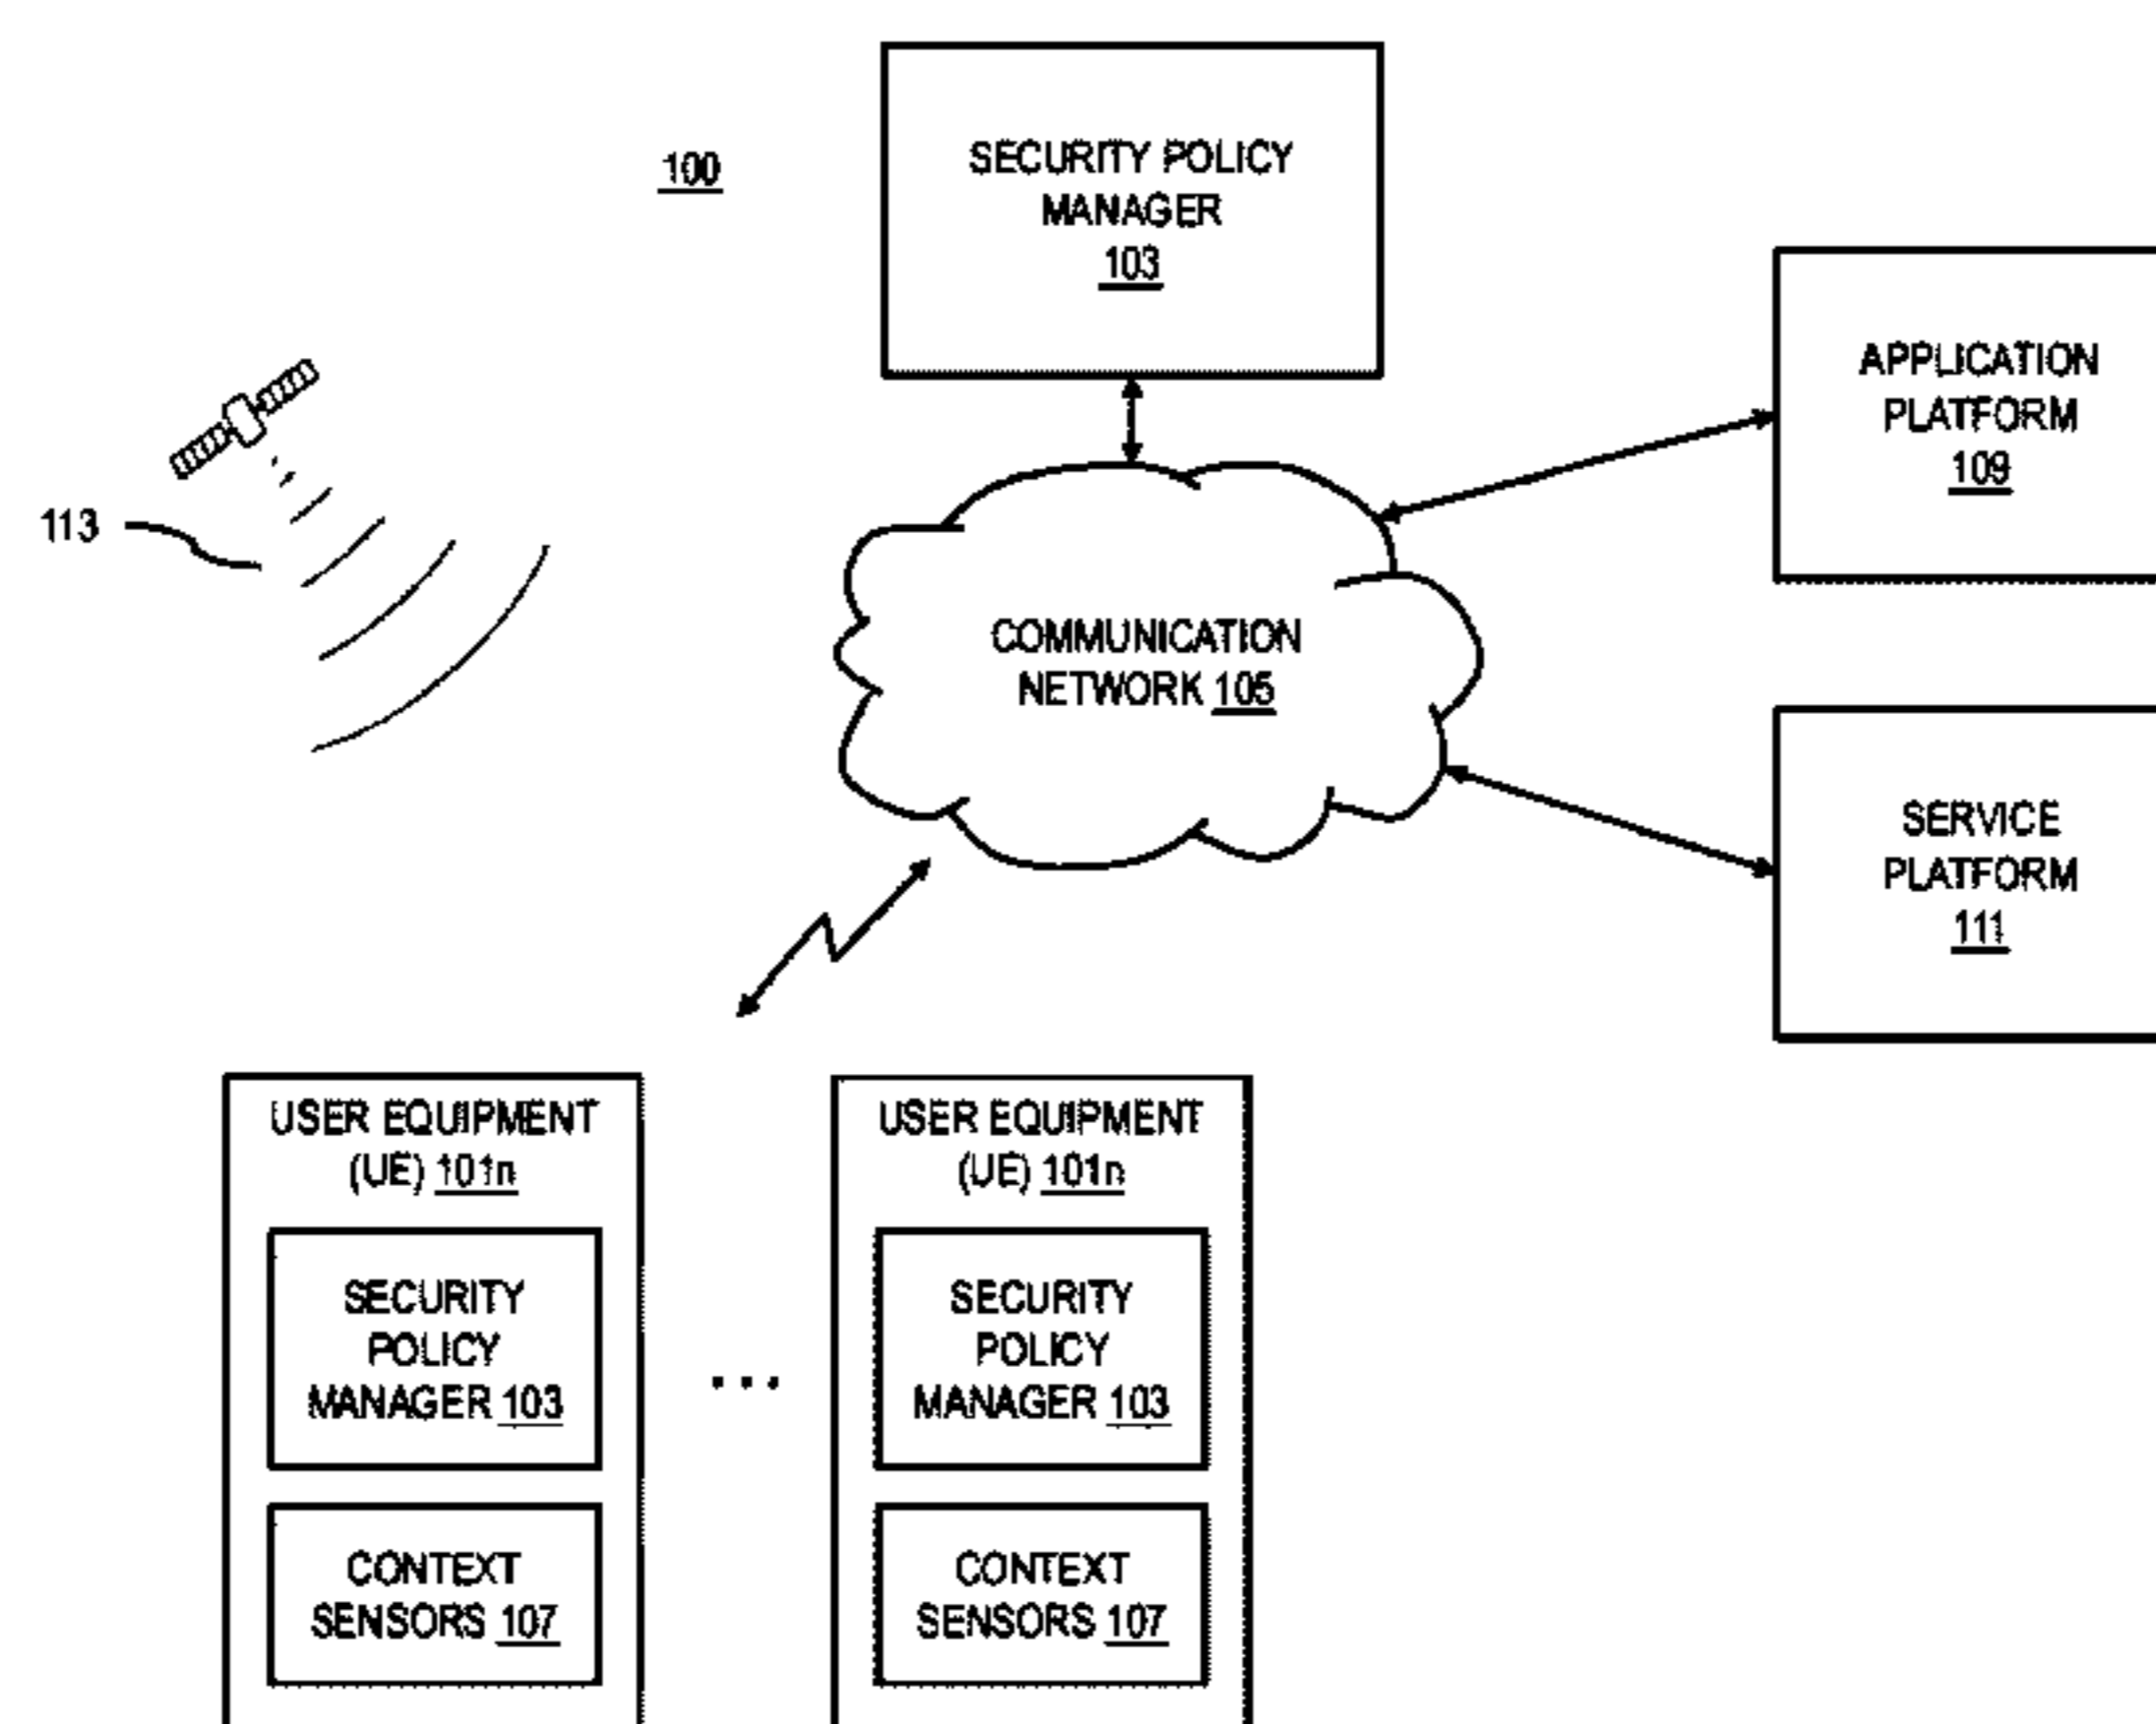 100
SECURITY POLICY
MANAGER
103
APPLICATION
PLATFORM
109
113
COMMUNICATION
NETWORK 105
SERVICE
PLATFORM
111
USER EQUIPMENT
(UE) 101n
SECURITY
POLICY
MANAGER 103
CONTEXT
SENSORS 107
...
USER EQUIPMENT
(UE) 101n
SECURITY
POLICY
MANAGER 103
CONTEXT
SENSORS 107